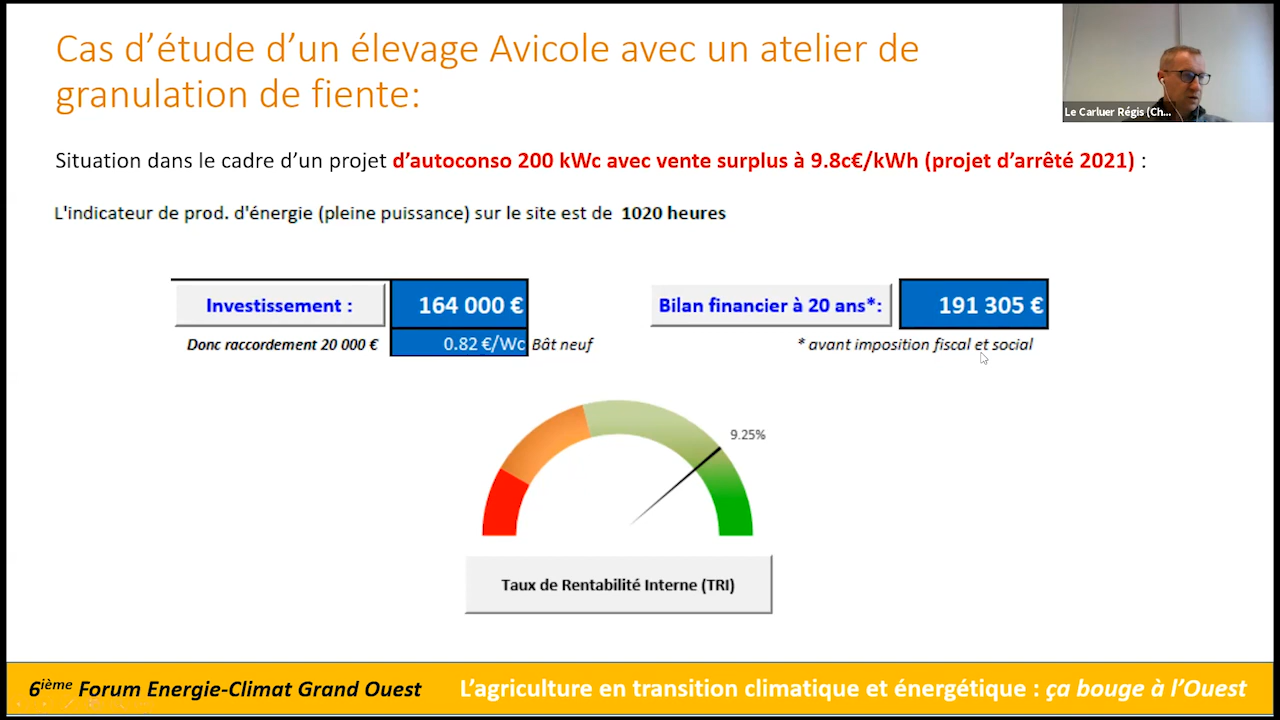 Cas d'étude d'un élevage Avicole avec un atelier de
granulation de fiente:
Le Carluer Régis (Ch...
Situation dans le cadre d'un projet d'autoconso 200 kWc avec vente surplus à 9.8c€/kWh (projet d'arrêté 2021) :
L'indicateur de prod. d'énergie (pleine puissance) sur le site est de 1020 heures
Investissement : 164 000 €
Donc raccordement 20 000 € 0.82 €/Wc Bât neuf
Bilan financier à 20 ans*: 191 305 €
* avant imposition fiscal et social
9.25%
Taux de Rentabilité Interne (TRI)
6ième Forum Energie-Climat Grand Ouest
L'agriculture en transition climatique et énergétique : ça bouge à l'Ouest